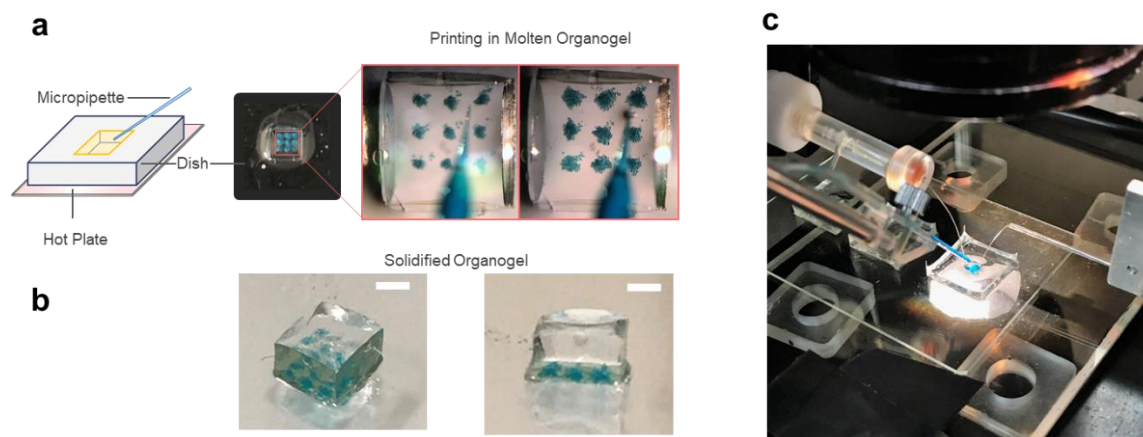 a
Printing in Molten Organogel
Micropipette
Dish
Hot Plate
Solidified Organogel
b
c